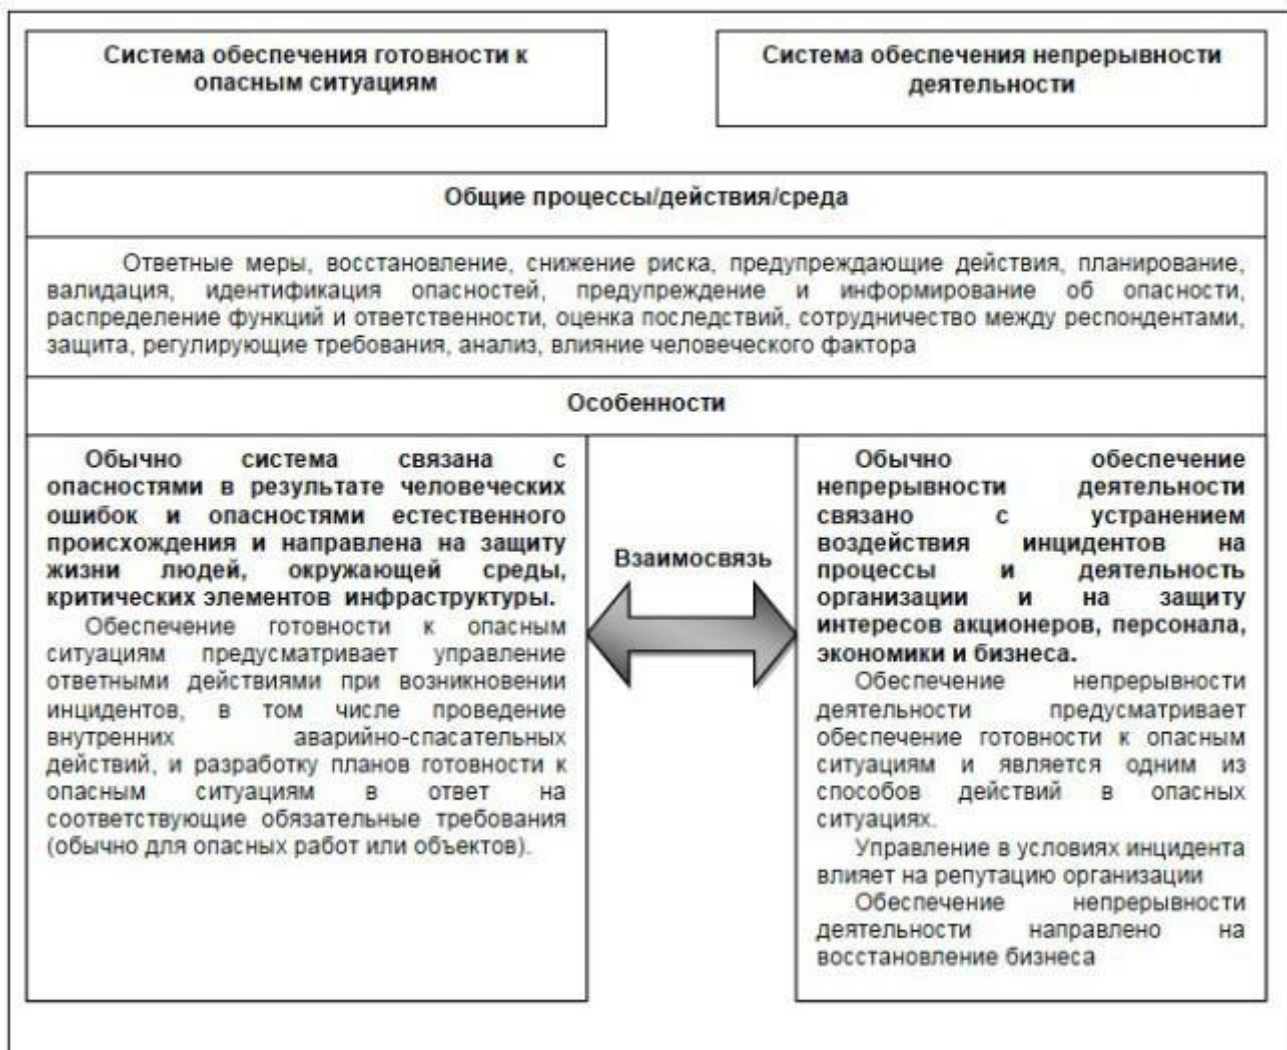 Система обеспечения готовности к
опасным ситуациям
Система обеспечения непрерывности
деятельности
Общие процессы/действия/среда
Ответные меры, восстановление, снижение риска, предупреждающие действия, планирование,
валидация, идентификация опасностей, предупреждение и информирование об опасности,
распределение функций и ответственности, оценка последствий, сотрудничество между респондентами,
защита, регулирующие требования, анализ, влияние человеческого фактора
Особенности
Обычно система связана с
опасностями в результате человеческих
ошибок и опасностями естественного
происхождения и направлена на защиту
жизни людей, окружающей среды,
критических элементов инфраструктуры.
Обеспечение готовности к опасным
ситуациям предусматривает управление
ответными действиями при возникновении
инцидентов, в том числе проведение
внутренних аварийно-спасательных
действий, и разработку планов готовности к
опасным ситуациям в ответ на
соответствующие обязательные требования
(обычно для опасных работ или объектов).
Взаимосвязь
Обычно обеспечение
непрерывности деятельности
связано с устранением
воздействия инцидентов на
процессы и деятельность
организации и на защиту
интересов акционеров, персонала,
экономики и бизнеса.
Обеспечение непрерывности
деятельности предусматривает
обеспечение готовности к опасным
ситуациям и является одним из
способов действий в опасных
ситуациях.
Управление в условиях инцидента
влияет на репутацию организации
Обеспечение непрерывности
деятельности направлено на
восстановление бизнеса